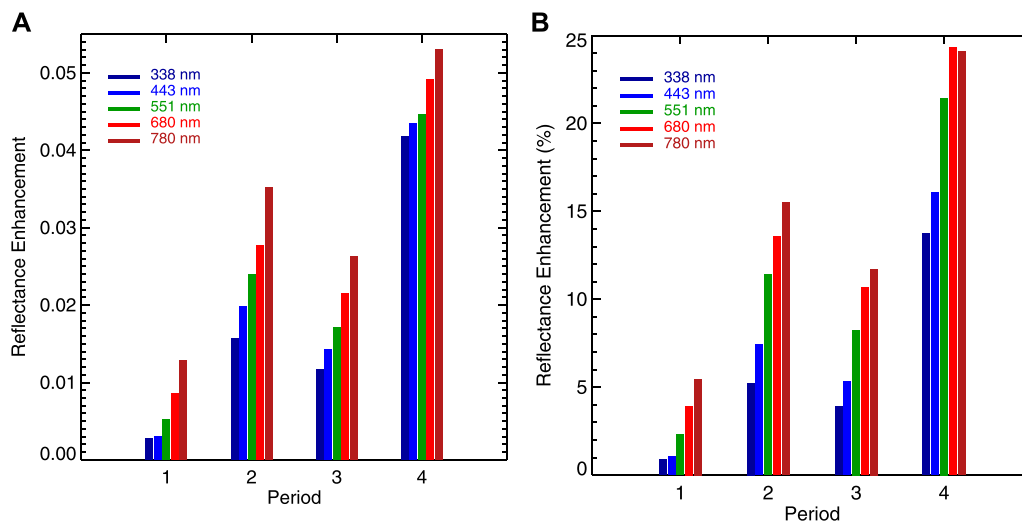 A
Reflectance Enhancement
0.05
0.04
0.03
0.02
0.01
0.00
338 nm
443 nm
551 nm
680 nm
780 nm
1 2 3 4
Period
B
Reflectance Enhancement (%)
25
20
15
10
5
0
338 nm
443 nm
551 nm
680 nm
780 nm
1 2 3 4
Period